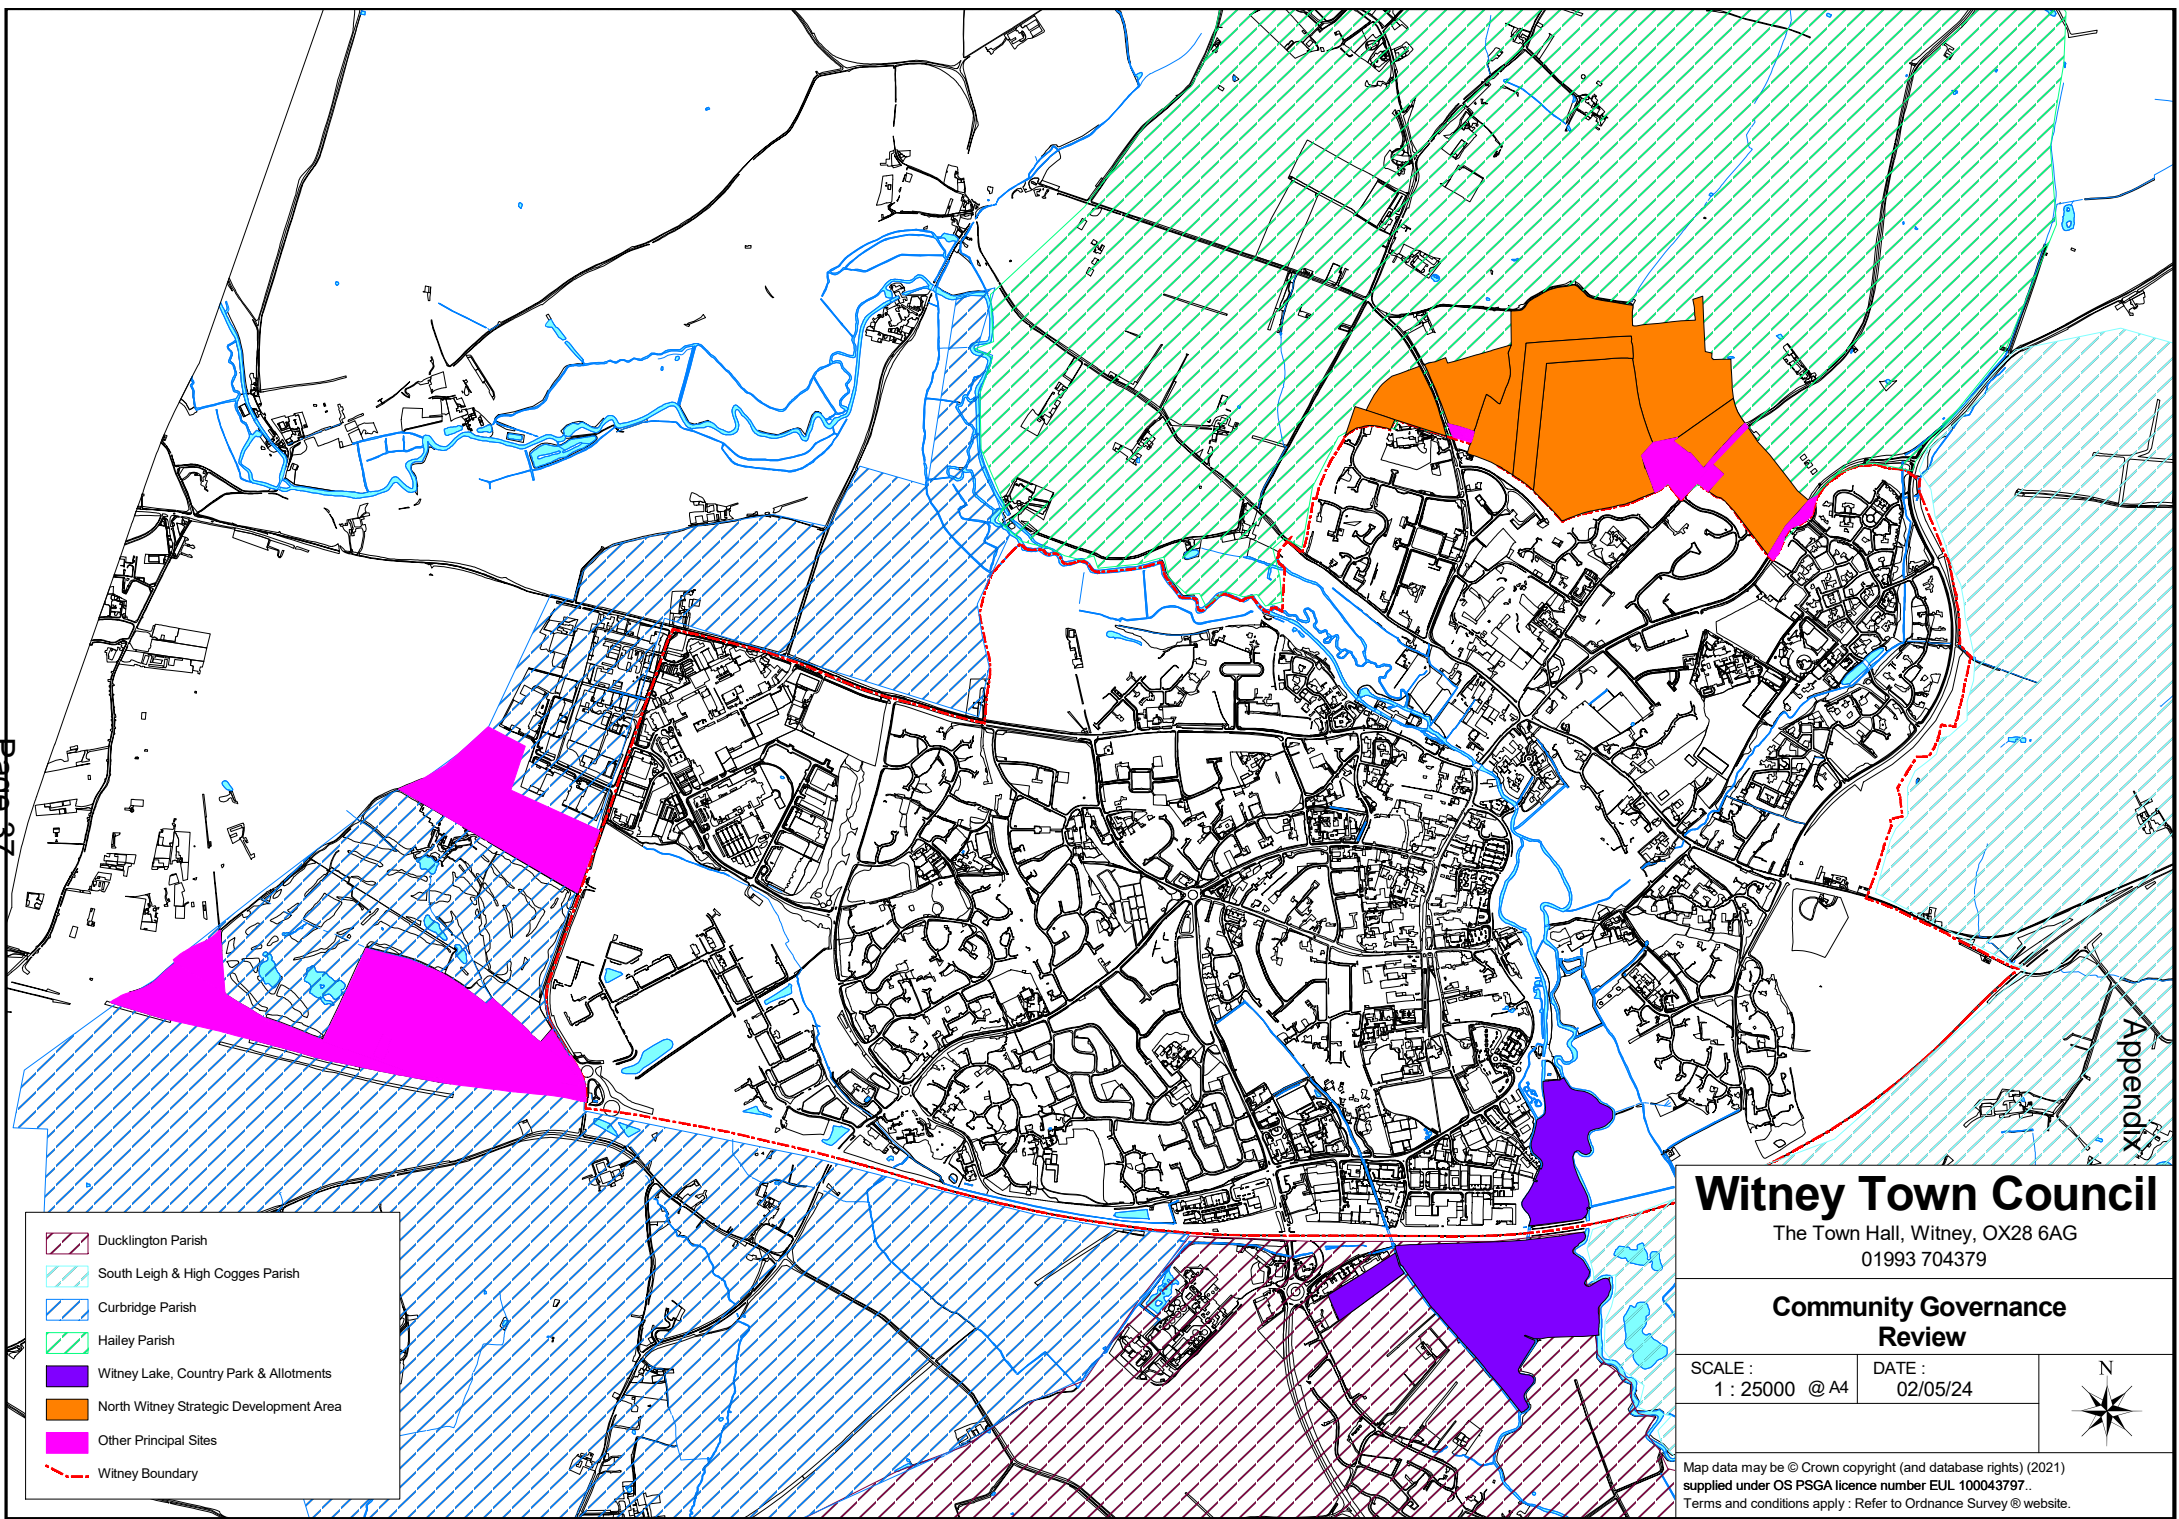 Page 37
Appendix
Ducklington Parish
South Leigh & High Cogges Parish
Curbridge Parish
Hailey Parish
Witney Lake, Country Park & Allotments
North Witney Strategic Development Area
Other Principal Sites
Witney Boundary
Witney Town Council
The Town Hall, Witney, OX28 6AG
01993 704379
Community Governance
Review
SCALE :
1 : 25000 @ A4
DATE :
02/05/24
N
Map data may be © Crown copyright (and database rights) (2021)
supplied under OS PSGA licence number EUL 100043797..
Terms and conditions apply : Refer to Ordnance Survey ® website.